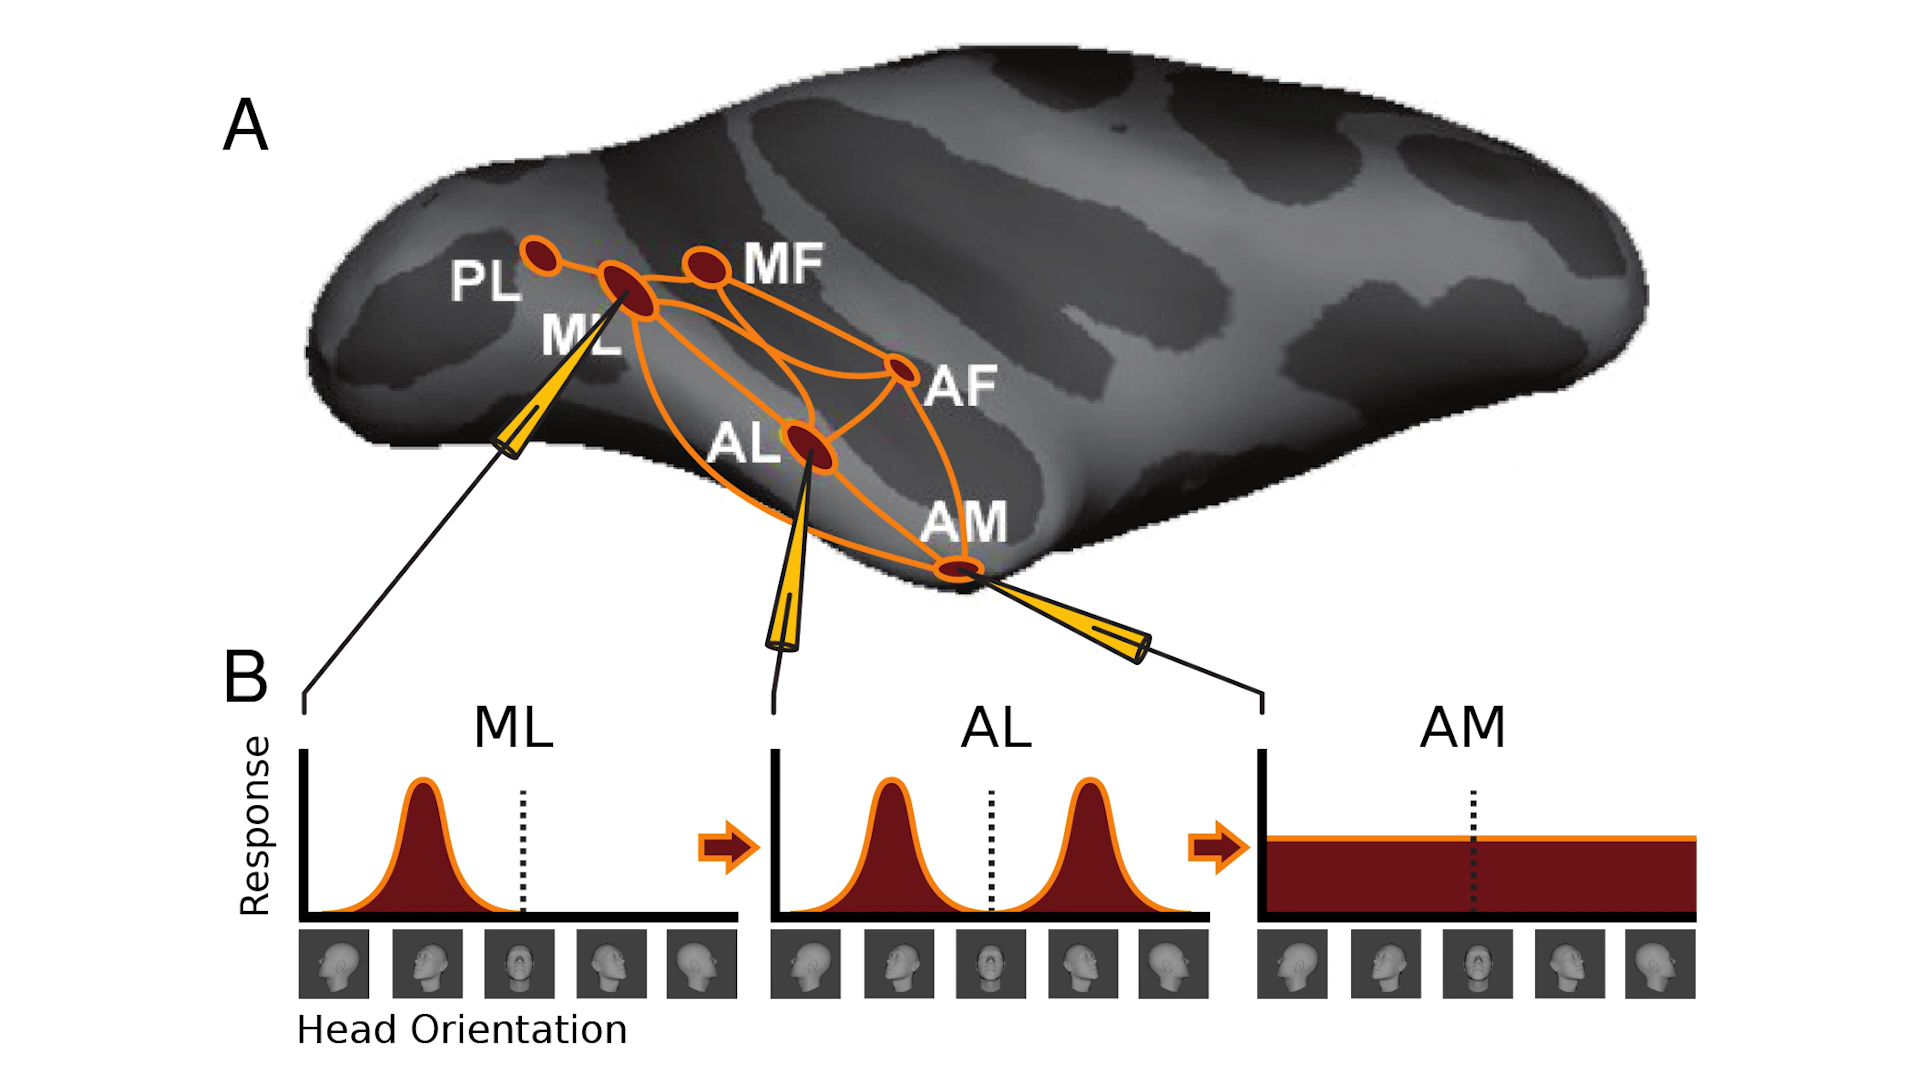 A
PL
ML
MF
AF
AL
AM
B
ML
AL
AM
Response
Head Orientation